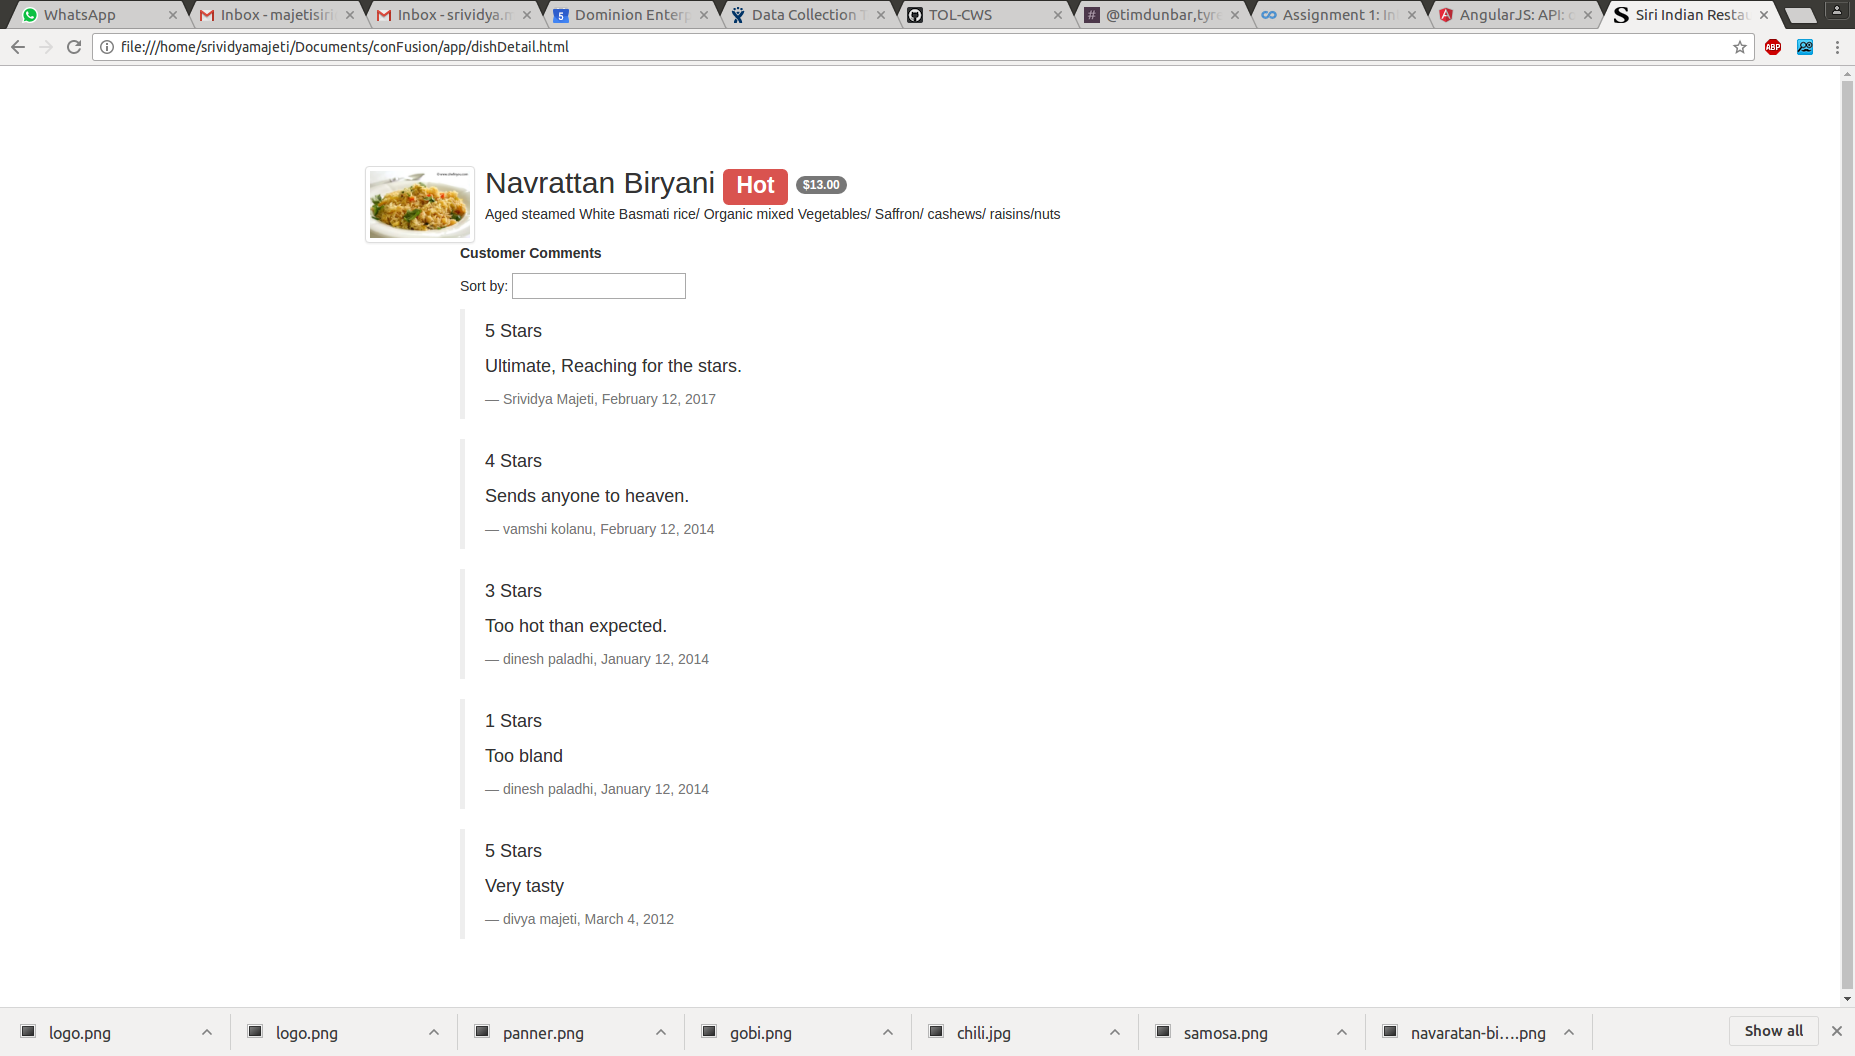 WhatsApp
Inbox - majetisiri
Inbox - srividya.m
Dominion Enterp
Data Collection T
TOL-CWS
@timdunbar,tyre
Assignment 1: In
AngularJS: API: o
Siri Indian Restau
file:///home/srividyamajeti/Documents/conFusion/app/dishDetail.html
ABP
Navrattan Biryani Hot $13.00
Aged steamed White Basmati rice/ Organic mixed Vegetables/ Saffron/ cashews/ raisins/nuts
Customer Comments
Sort by:
5 Stars
Ultimate, Reaching for the stars.
— Srividya Majeti, February 12, 2017
4 Stars
Sends anyone to heaven.
— vamshi kolanu, February 12, 2014
3 Stars
Too hot than expected.
— dinesh paladhi, January 12, 2014
1 Stars
Too bland
— dinesh paladhi, January 12, 2014
5 Stars
Very tasty
— divya majeti, March 4, 2012
logo.png
logo.png
panner.png
gobi.png
chili.jpg
samosa.png
navaratan-bi....png
Show all